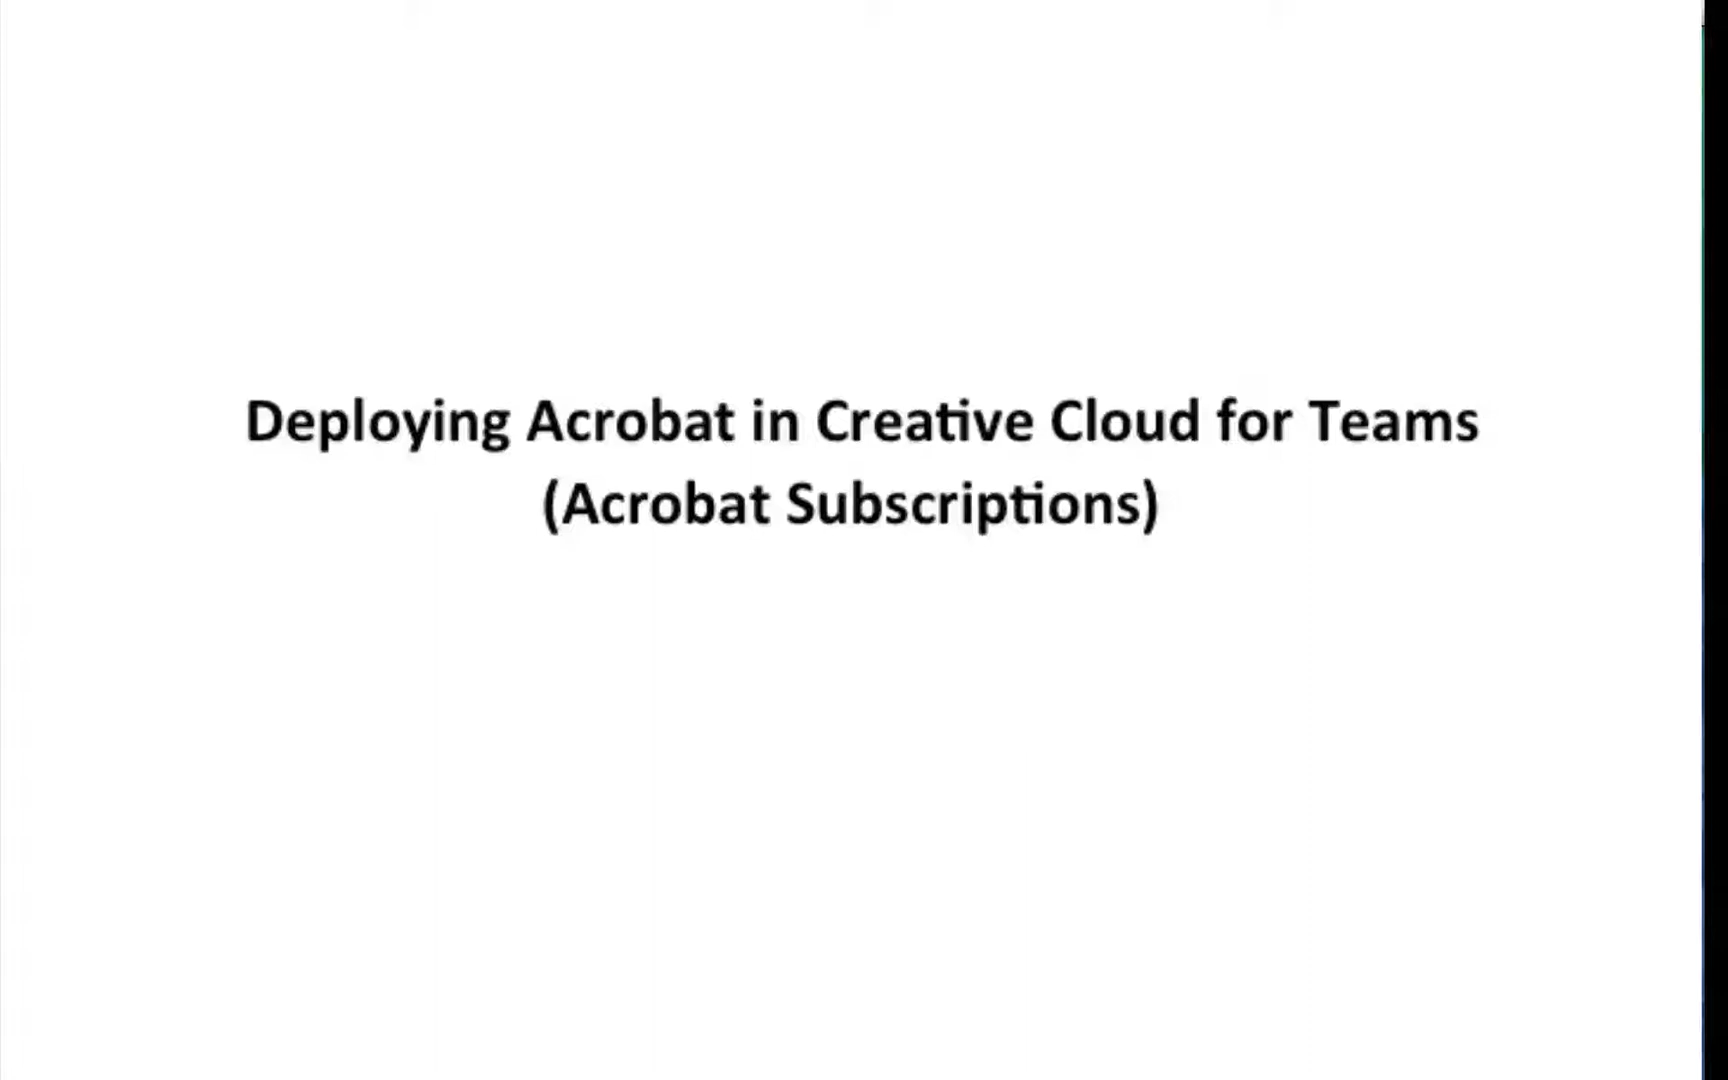 Deploying Acrobat in Creative Cloud for Teams
(Acrobat Subscriptions)